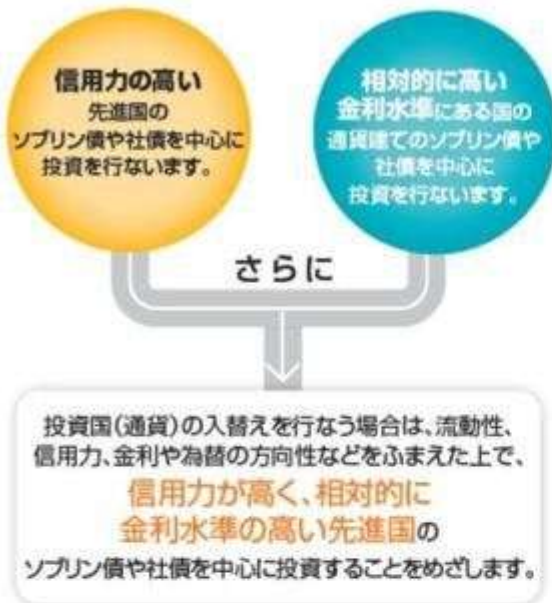 信用力の高い
先進国の
ソブリン債や社債を中心に
投資を行ないます。
相対的に高い
金利水準にある国の
通貨建てのソブリン債や
社債を中心に
投資を行ないます。
さらに
投資国(通貨)の入替えを行なう場合は、流動性、
信用力、金利や為替の方向性などをふまえた上で、
信用力が高く、相対的に
金利水準の高い先進国の
ソブリン債や社債を中心に投資することをめざします。